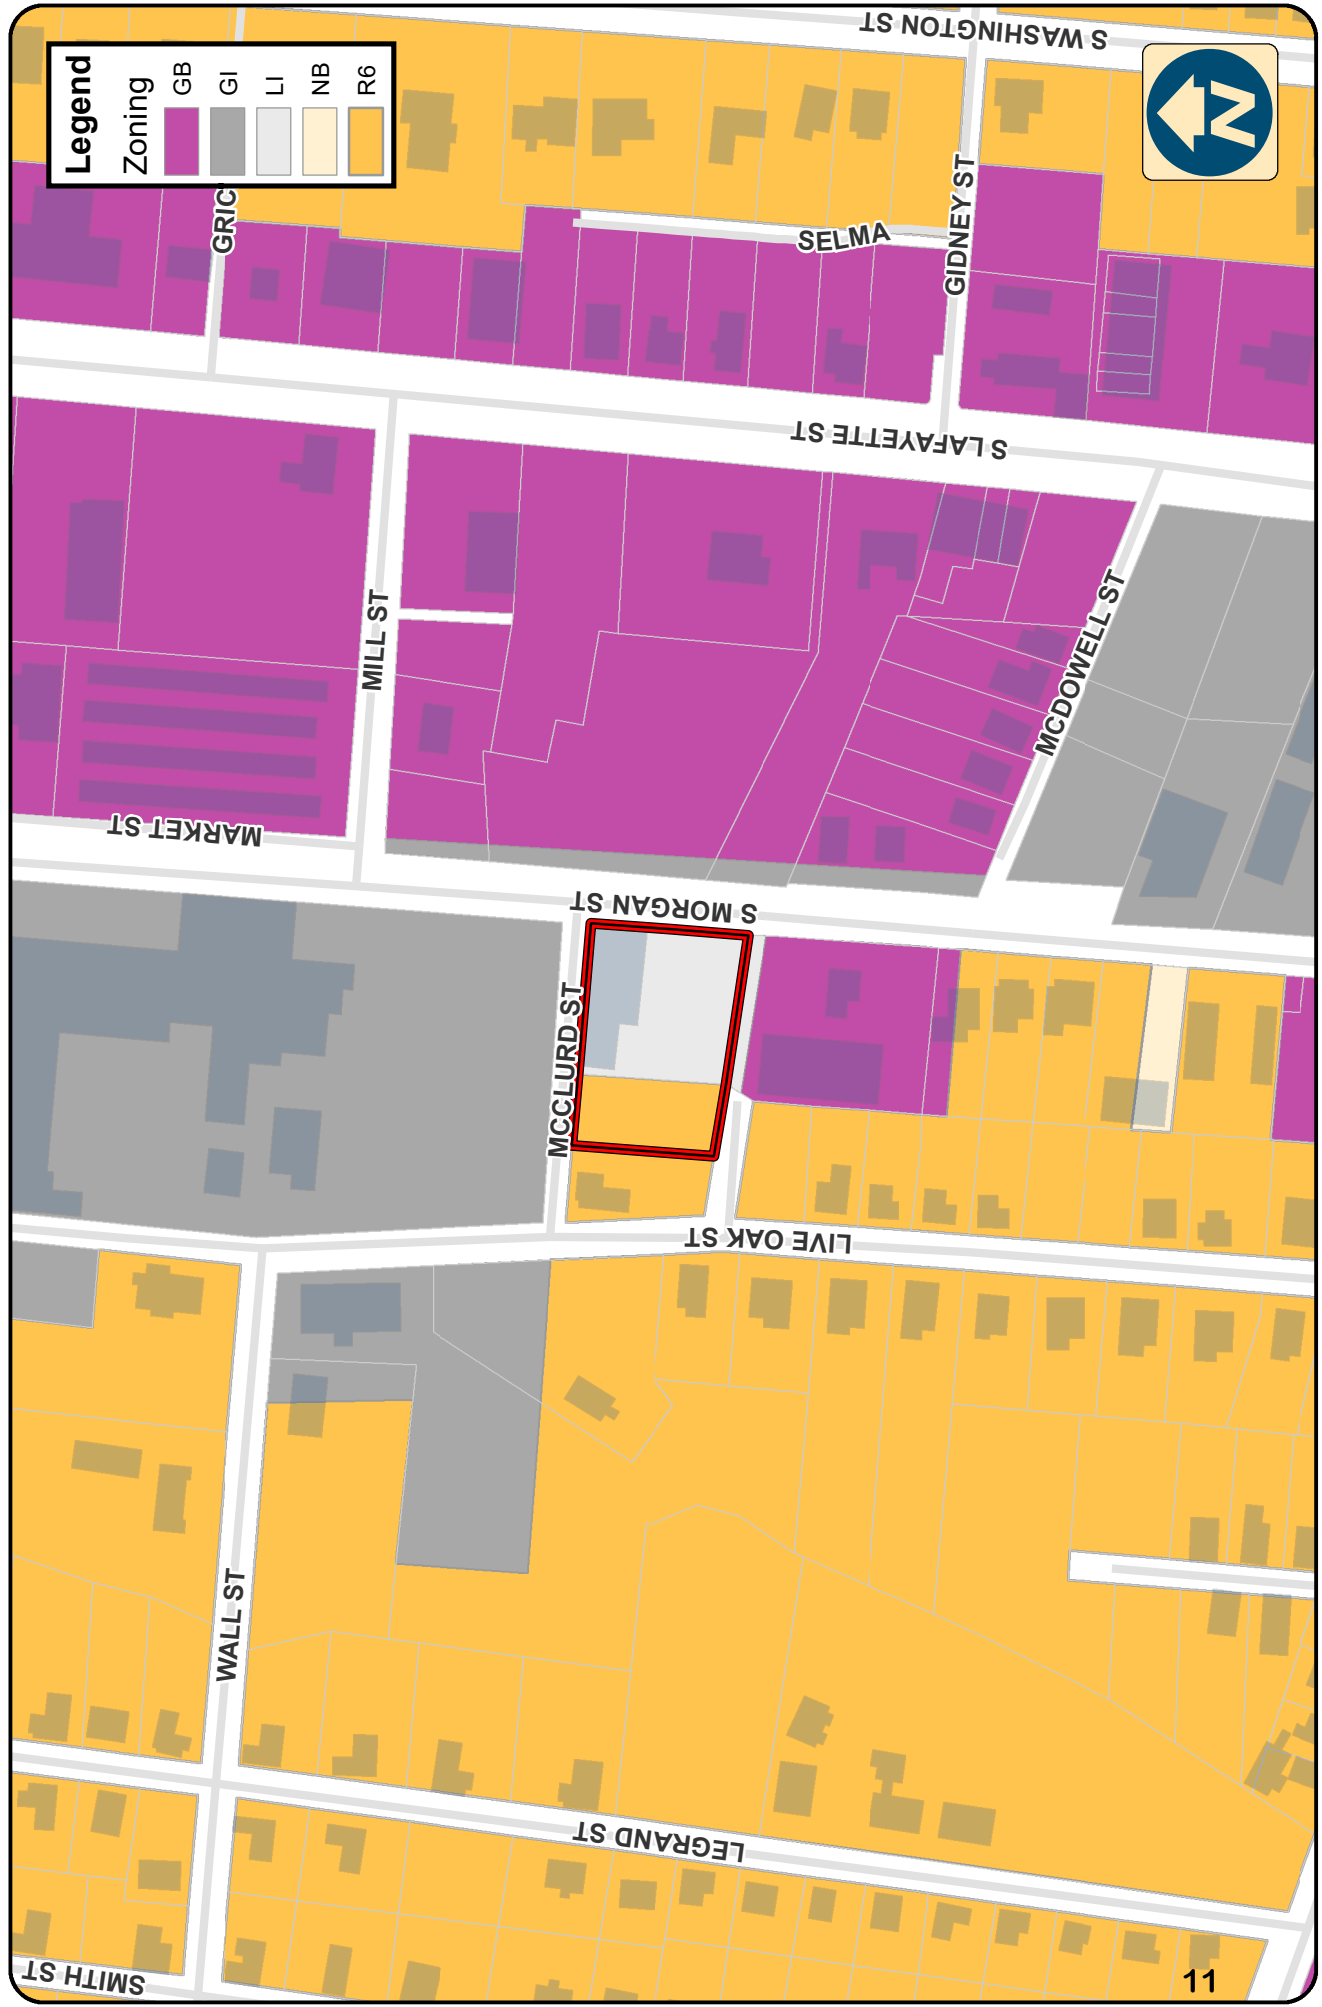 S WASHINGTON ST
Legend
Zoning
GB
GI
LI
NB
R6
N
GRIC
SELMA
GIDNEY ST
S LAFAYETTE ST
MILL ST
MCDOWELL ST
MARKET ST
S MORGAN ST
MCCLURD ST
LIVE OAK ST
WALL ST
LEGRAND ST
SMITH ST
11